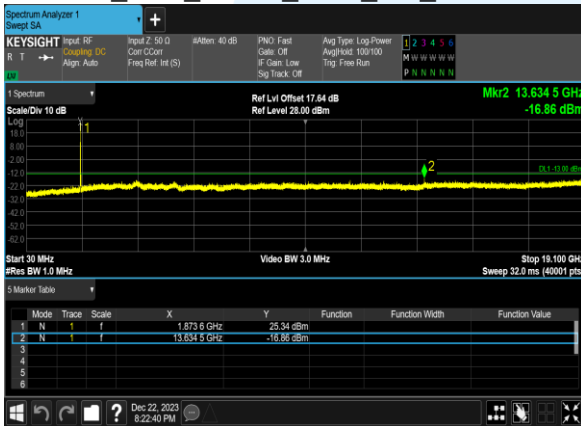 Spectrum Analyzer 1
Swept SA
+
KEYSIGHT Input: RF Input Z: 50 Ω #Atten: 40 dB PNO: Fast Avg Type: Log-Power 1 2 3 4 5 6
R T Coupling: DC Corr CCorr Gate: Off Avg|Hold: 100/100 M W W W W W
Align: Auto Freq Ref: Int (S) IF Gain: Low Trig: Free Run
Sig Track: Off P N N N N N
1 Spectrum Ref Lvl Offset 17.64 dB Mkr2 13.634 5 GHz
Scale/Div 10 dB Ref Level 28.00 dBm -16.86 dBm
Log
18.0 1
8.00
-2.00
-12.0 2 DL1 -13.00 dBm
-22.0
-32.0
-42.0
-52.0
-62.0
Start 30 MHz Video BW 3.0 MHz Stop 19.100 GHz
#Res BW 1.0 MHz Sweep 32.0 ms (40001 pts)
5 Marker Table
Mode Trace Scale X Y Function Function Width Function Value
1 N 1 f 1.873 6 GHz 25.34 dBm
2 N 1 f 13.634 5 GHz -16.86 dBm
3
4
5
6
? Dec 22, 2023
8:22:40 PM